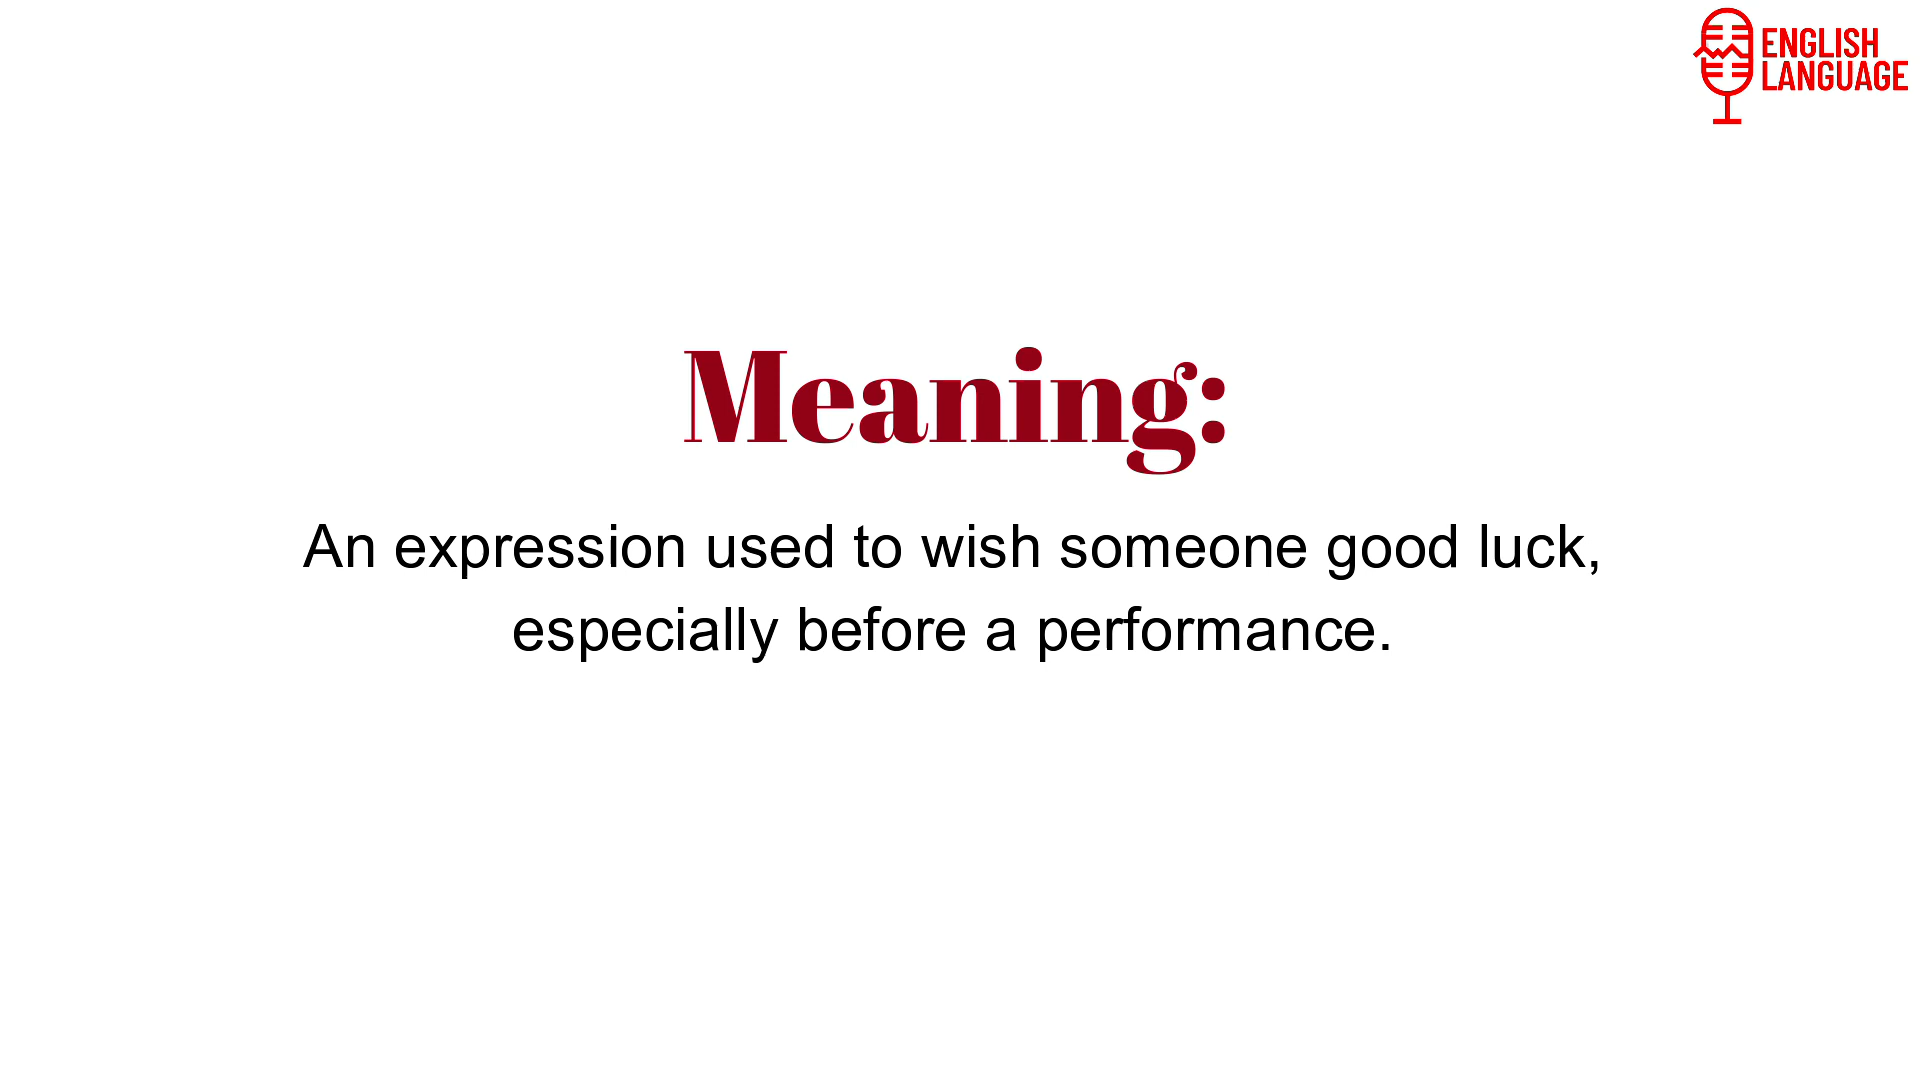 ENGLISH
LANGUAGE
Meaning:
An expression used to wish someone good luck,
especially before a performance.